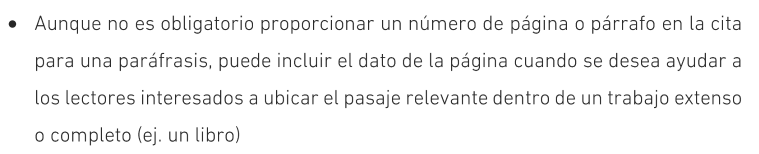 • Aunque no es obligatorio proporcionar un número de página o párrafo en la cita
para una paráfrasis, puede incluir el dato de la página cuando se desea ayudar a
los lectores interesados a ubicar el pasaje relevante dentro de un trabajo extenso
o completo (ej. un libro)